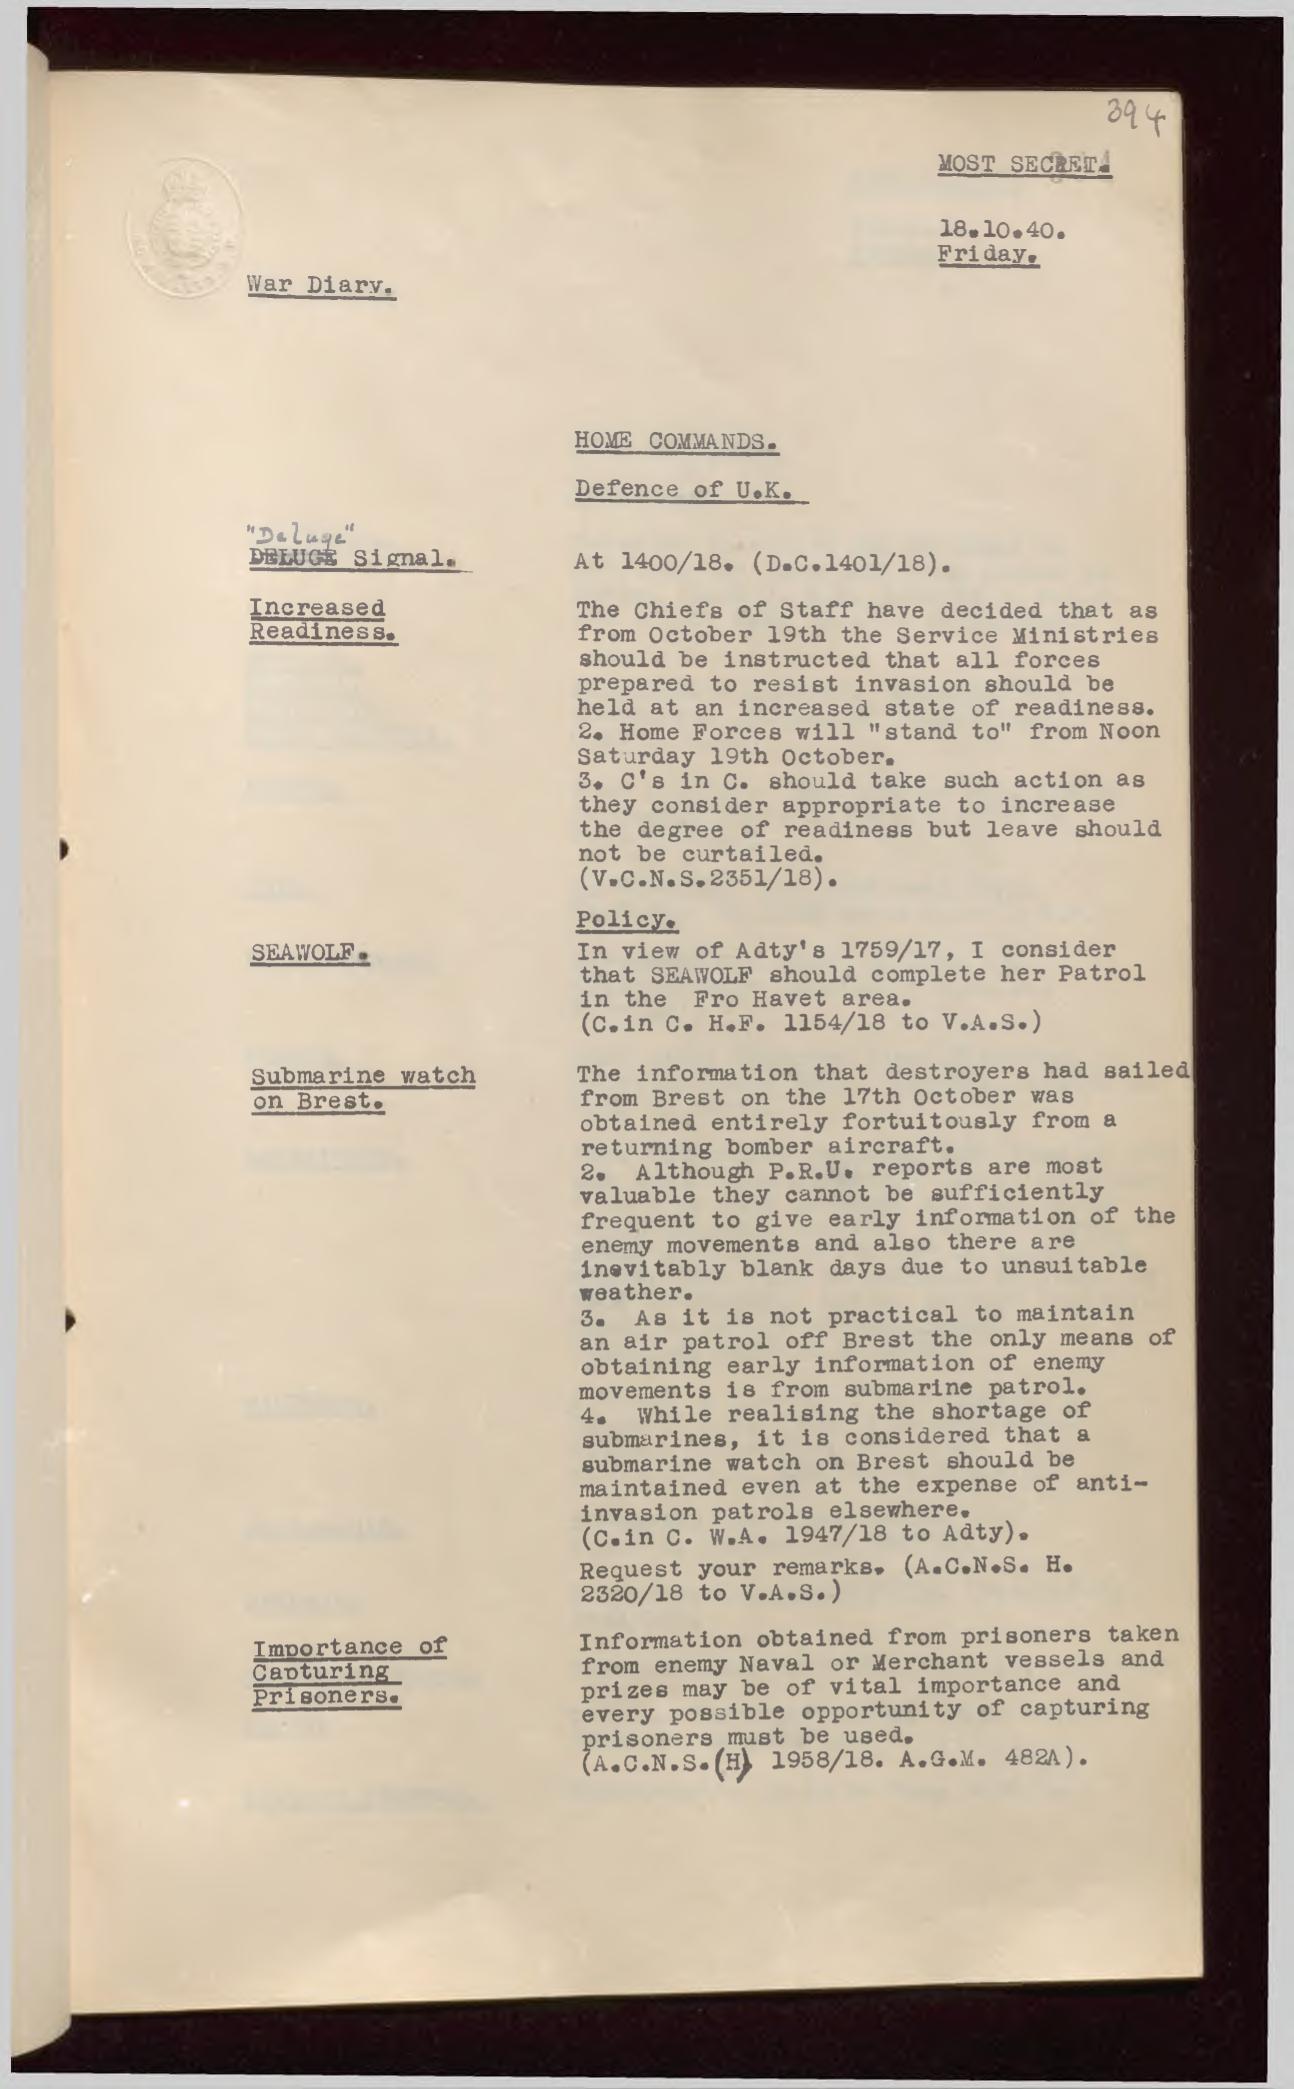 394
MOST SECRET.
18.10.40.
Friday.
War Diary.
HOME COMMANDS.
Defence of U.K.
"Deluge"
DELUGE Signal.
At 1400/18. (D.C.1401/18).
Increased
Readiness.
The Chiefs of Staff have decided that as
from October 19th the Service Ministries
should be instructed that all forces
prepared to resist invasion should be
held at an increased state of readiness.
2. Home Forces will "stand to" from Noon
Saturday 19th October.
3. C's in C. should take such action as
they consider appropriate to increase
the degree of readiness but leave should
not be curtailed.
(V.C.N.S.2351/18).
Policy.
SEAWOLF.
In view of Adty's 1759/17, I consider
that SEAWOLF should complete her Patrol
in the Fro Havet area.
(C.in C. H.F. 1154/18 to V.A.S.)
Submarine watch
on Brest.
The information that destroyers had sailed
from Brest on the 17th October was
obtained entirely fortuitously from a
returning bomber aircraft.
2. Although P.R.U. reports are most
valuable they cannot be sufficiently
frequent to give early information of the
enemy movements and also there are
inevitably blank days due to unsuitable
weather.
3. As it is not practical to maintain
an air patrol off Brest the only means of
obtaining early information of enemy
movements is from submarine patrol.
4. While realising the shortage of
submarines, it is considered that a
submarine watch on Brest should be
maintained even at the expense of anti-
invasion patrols elsewhere.
(C.in C. W.A. 1947/18 to Adty).
Request your remarks. (A.C.N.S. H.
2320/18 to V.A.S.)
Importance of
Capturing
Prisoners.
Information obtained from prisoners taken
from enemy Naval or Merchant vessels and
prizes may be of vital importance and
every possible opportunity of capturing
prisoners must be used.
(A.C.N.S.(H) 1958/18. A.G.M. 482A).